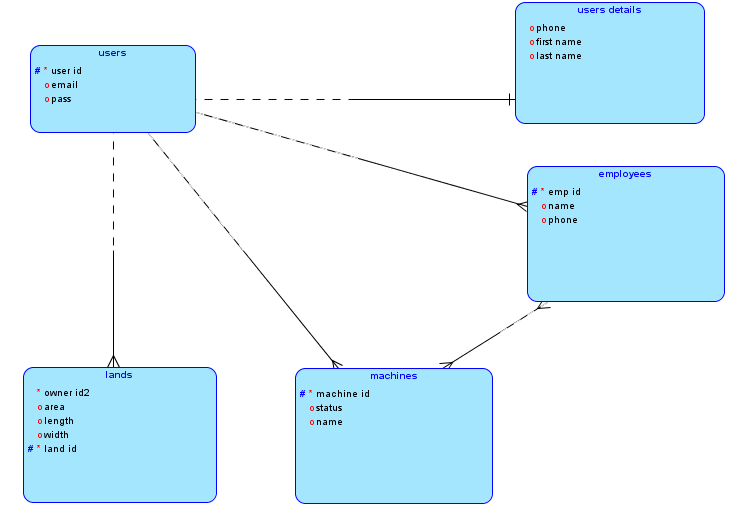 users details
o phone
o first name
o last name
users
# * user id
o email
o pass
employees
# * emp id
o name
o phone
lands
* owner id2
o area
o length
o width
# * land id
machines
# * machine id
o status
o name